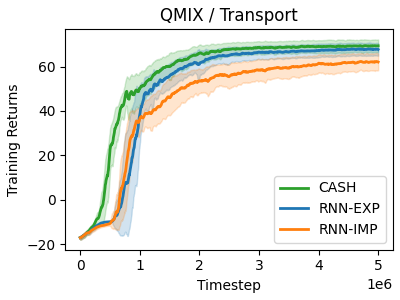 QMIX / Transport
Training Returns
60
40
20
0
−20
CASH
RNN-EXP
RNN-IMP
0 1 2 3 4 5
1e6
Timestep